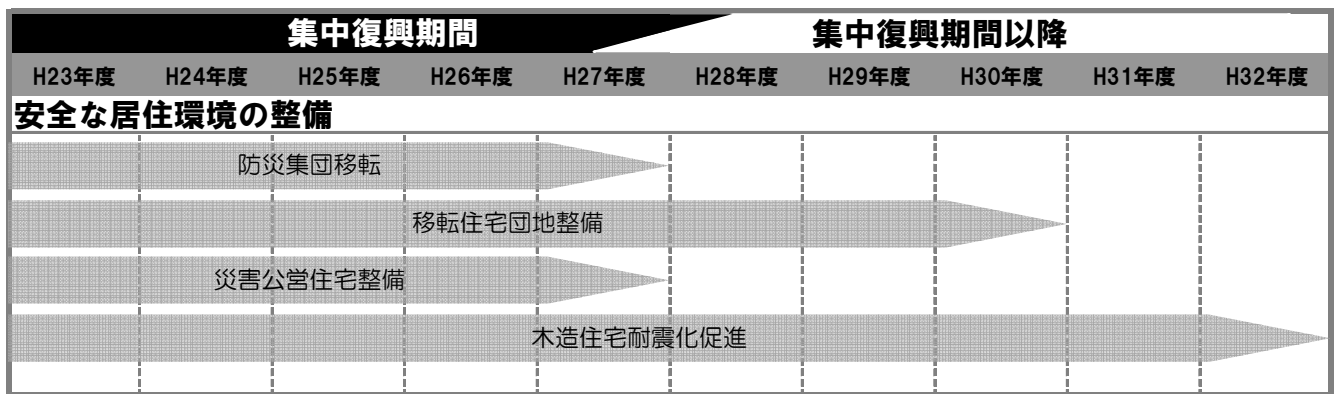 集中復興期間 集中復興期間以降
H23年度 H24年度 H25年度 H26年度 H27年度 H28年度 H29年度 H30年度 H31年度 H32年度
安全な居住環境の整備
防災集団移転
移転住宅団地整備
災害公営住宅整備
木造住宅耐震化促進